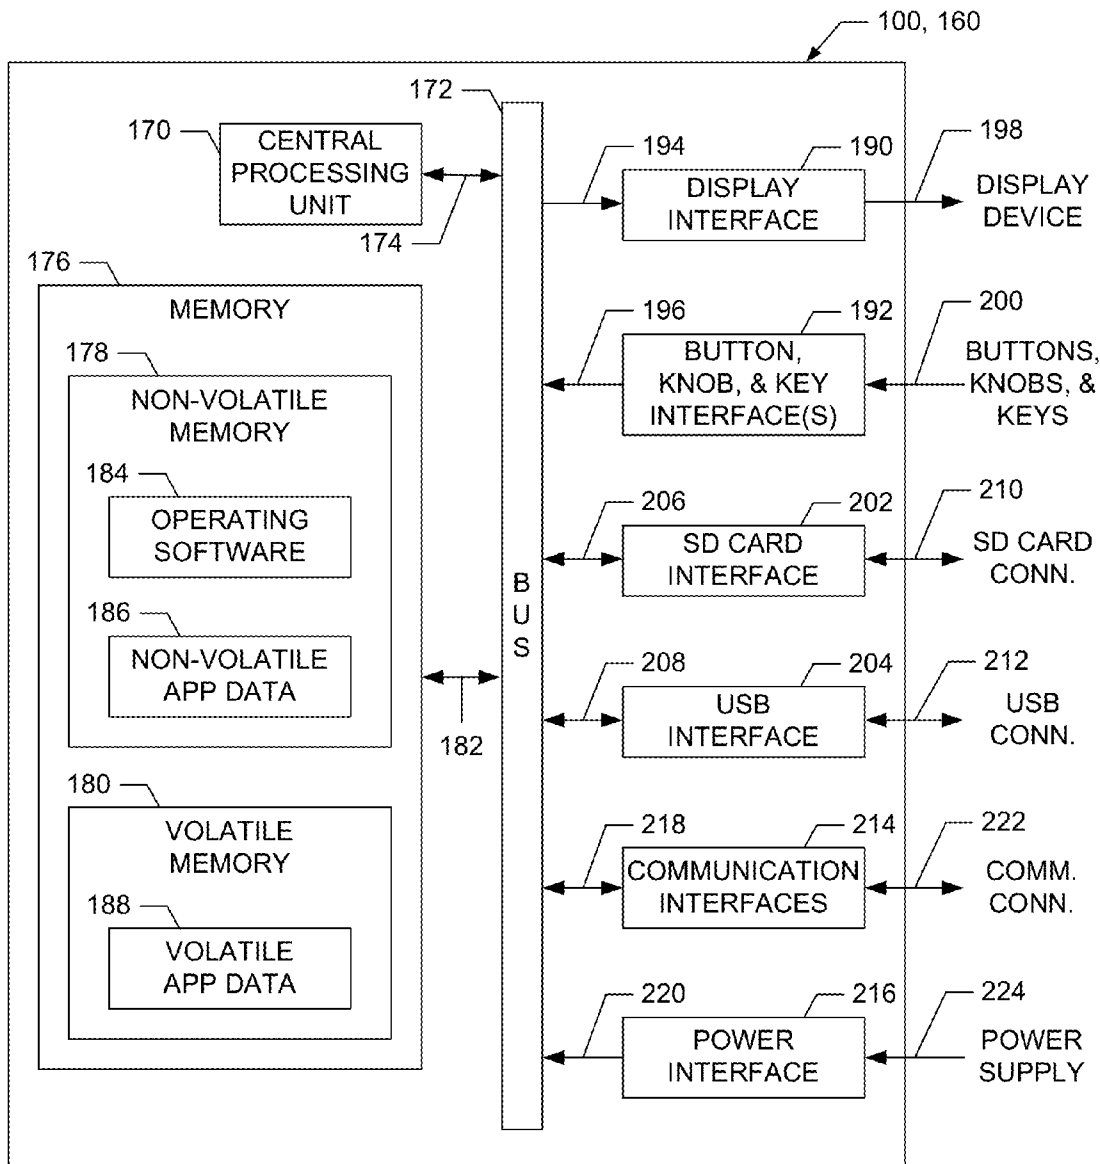 100, 160
172
170
CENTRAL
PROCESSING
UNIT
174
194
190
198
DISPLAY
INTERFACE
DISPLAY
DEVICE
176
MEMORY
196
192
200
BUTTON,
KNOB, & KEY
INTERFACE(S)
BUTTONS,
KNOBS, &
KEYS
178
NON-VOLATILE
MEMORY
184
OPERATING
SOFTWARE
206
202
210
SD CARD
INTERFACE
SD CARD
CONN.
BUS
186
NON-VOLATILE
APP DATA
182
208
204
212
USB
INTERFACE
USB
CONN.
180
VOLATILE
MEMORY
188
VOLATILE
APP DATA
218
214
222
COMMUNICATION
INTERFACES
COMM.
CONN.
220
216
224
POWER
INTERFACE
POWER
SUPPLY